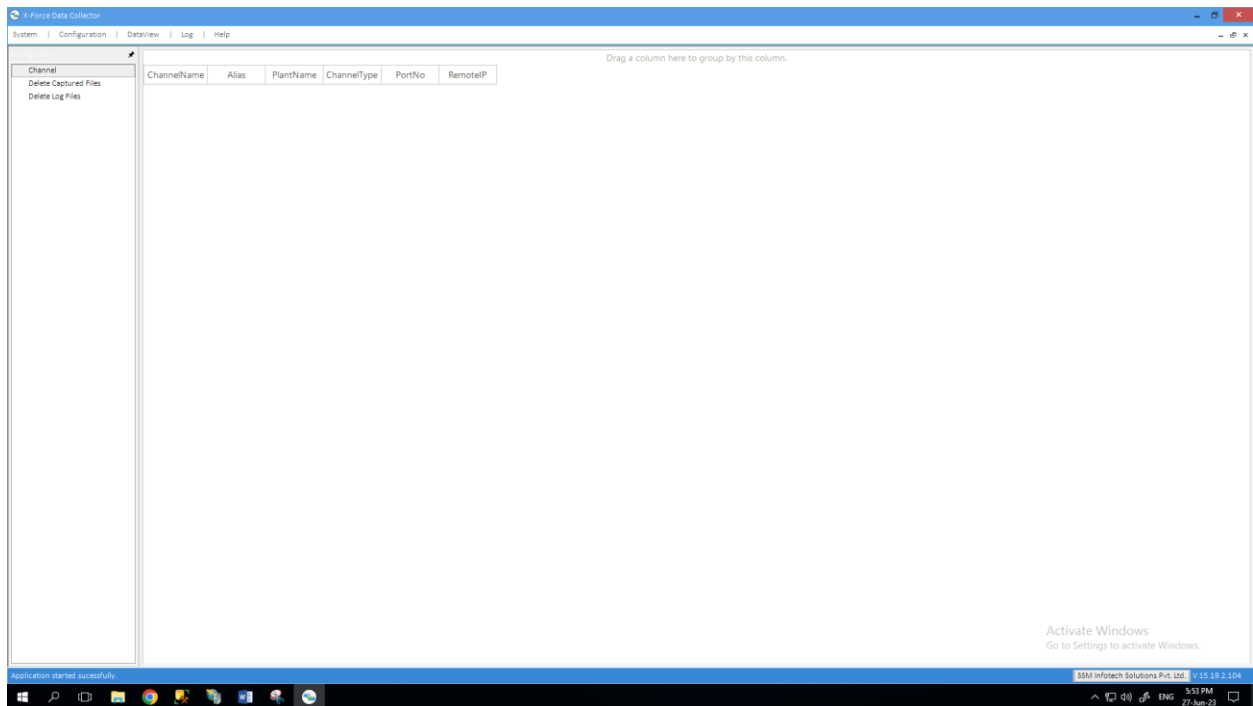 X-Force Data Collector
System | Configuration | DataView | Log | Help
Drag a column here to group by this column.
Channel
Delete Captured Files
Delete Log Files
ChannelName Alias PlantName ChannelType PortNo RemoteIP
Activate Windows
Go to Settings to activate Windows.
Application started sucessfully.
SSM Infotech Solutions Pvt. Ltd. V 15.19.2.104
ENG
5:53 PM
27-Jun-23